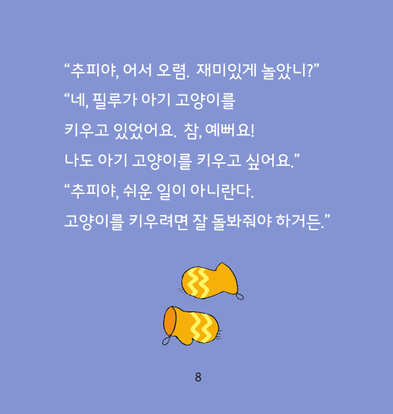 “추피야, 어서 오렴. 재미있게 놀았니?”
“네, 필루가 아기 고양이를
키우고 있었어요. 참, 예뻐요!
나도 아기 고양이를 키우고 싶어요.”
“추피야, 쉬운 일이 아니란다.
고양이를 키우려면 잘 돌봐줘야 하거든.”
8